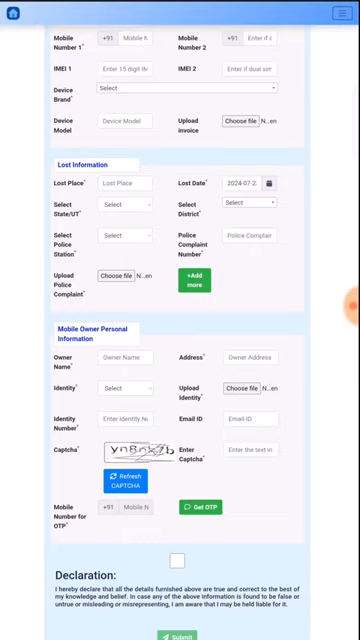 Mobile Number 1* +91 Mobile N Mobile Number 2 +91 Enter if d
IMEI 1 Enter 15 digit IM IMEI 2 Enter if dual sim
Device Brand* Select
Device Model Device Model Upload invoice Choose file N...en
Lost Information
Lost Place* Lost Place Lost Date* 2024-07-2
Select State/UT* Select Select District* Select
Select Police Station* Select Police Complaint Number* Police Complain
Upload Police Complaint* Choose file N...en +Add more
Mobile Owner Personal Information
Owner Name* Owner Name Address* Owner Address
Identity* Select Upload Identity* Choose file N...en
Identity Number* Enter Identity Nu Email ID Email-ID
Captcha* Enter Captcha* Enter the text in
Refresh CAPTCHA
Mobile Number for OTP* +91 Mobile N Get OTP
Declaration:
I hereby declare that all the details furnished above are true and correct to the best of
my knowledge and belief. In case any of the above information is found to be false or
untrue or misleading or misrepresenting, I am aware that I may be held liable for it.
Submit